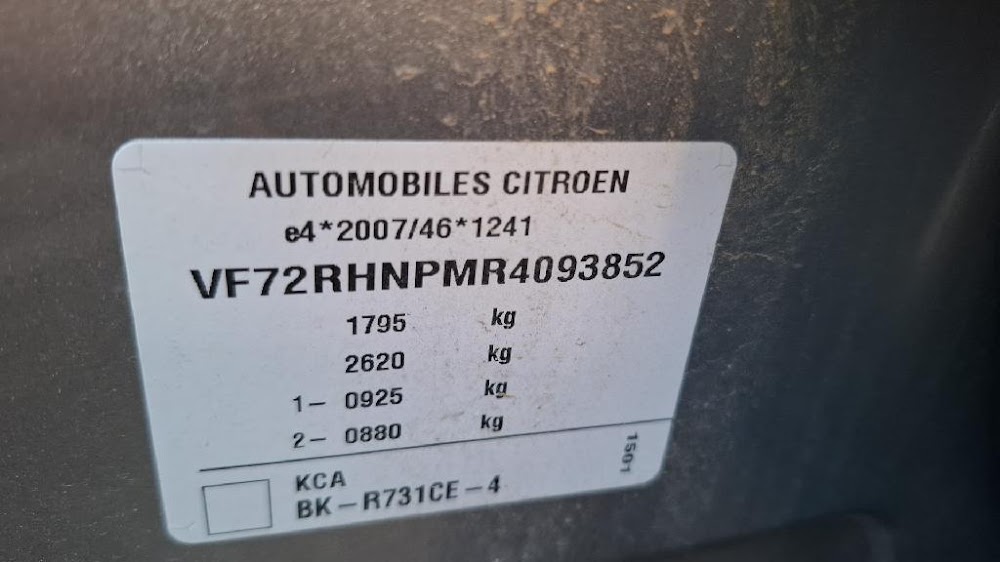 AUTOMOBILES CITROEN
e4*2007/46*1241
VF72RHNPMR4093852
1795 kg
2620 kg
1- 0925 kg
2- 0880 kg
1501
KCA
BK-R731CE-4